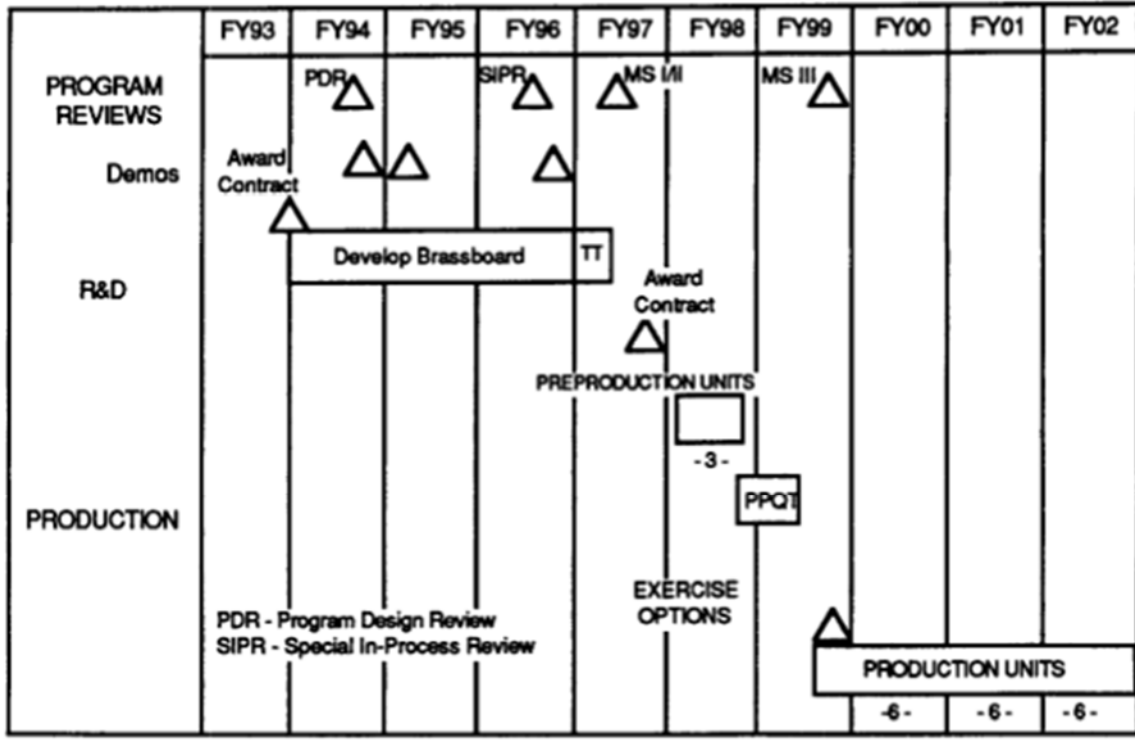 FY93 FY94 FY95 FY96 FY97 FY98 FY99 FY00 FY01 FY02
PROGRAM
REVIEWS
PDR SIPR MS I/II MS III
Demos
Award
Contract
Develop Brassboard TT
R&D
Award
Contract
PREPRODUCTION UNITS
- 3 -
PPQT
PRODUCTION
EXERCISE
OPTIONS
PDR - Program Design Review
SIPR - Special In-Process Review
PRODUCTION UNITS
-6 - -6 - -6 -